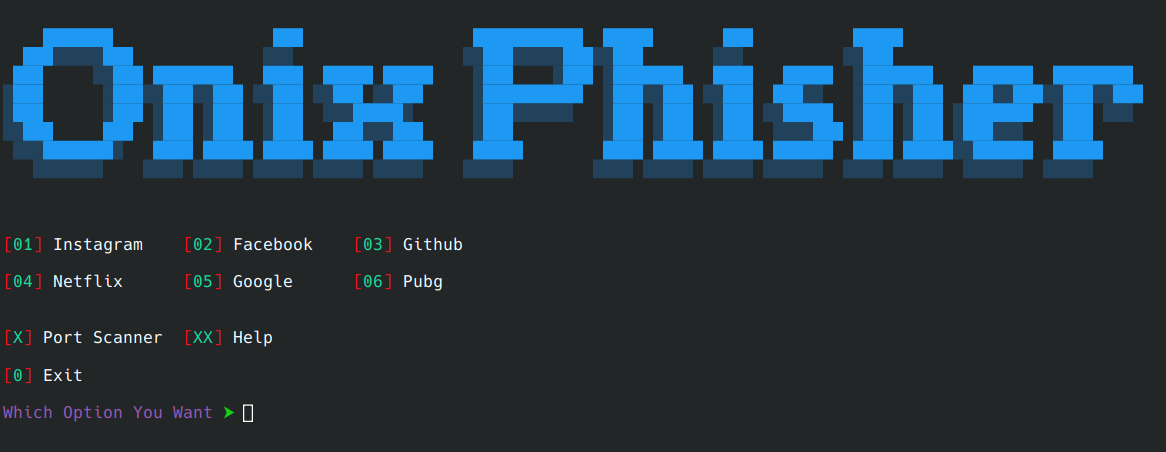 Onix Phisher
[01] Instagram [02] Facebook [03] Github
[04] Netflix [05] Google [06] Pubg
[X] Port Scanner [XX] Help
[0] Exit
Which Option You Want ➤